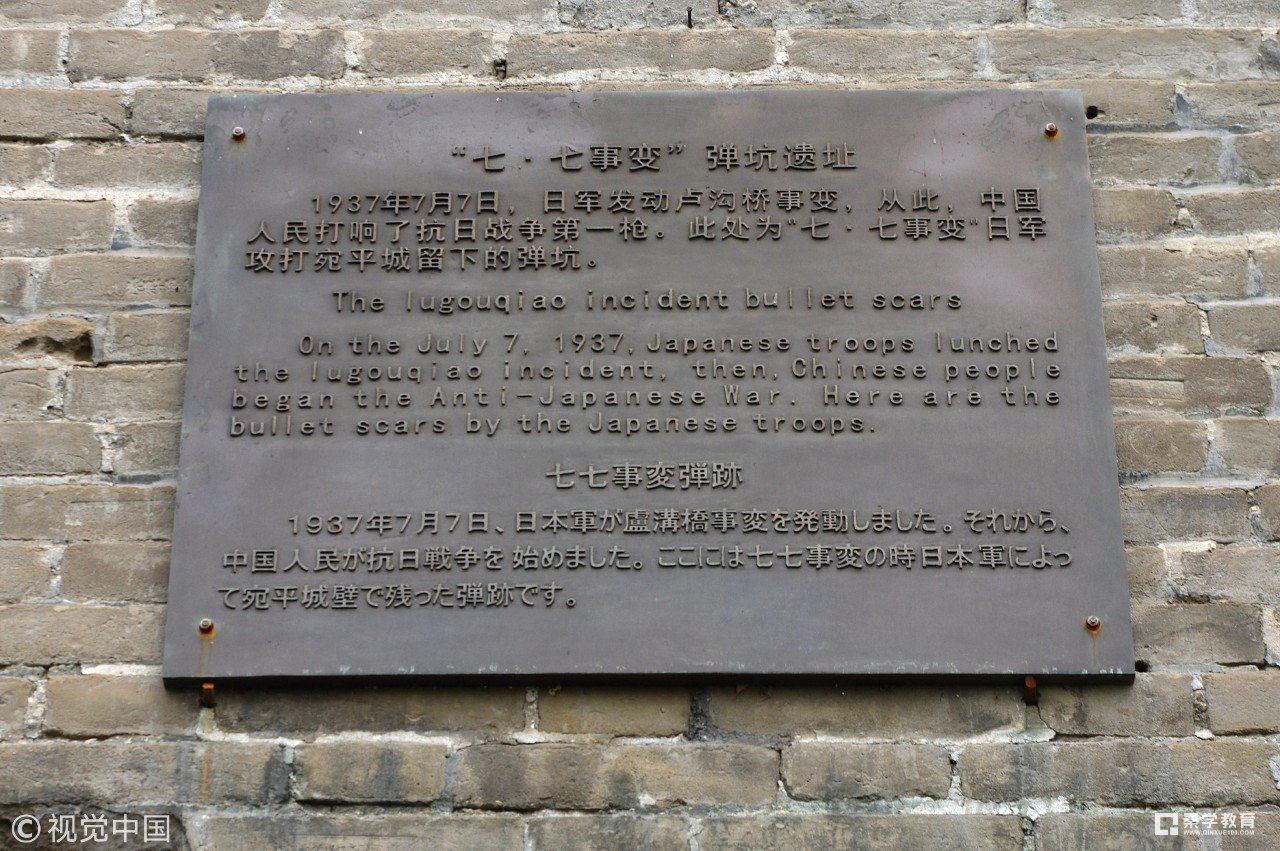 “七·七事变”弹坑遗址
1937年7月7日，日军发动卢沟桥事变，从此，中国
人民打响了抗日战争第一枪。此处为"七·七事变"日军
攻打宛平城留下的弹坑。
The lugouqiao incident bullet scars
On the July 7, 1937, Japanese troops lunched
the lugouqiao incident, then, Chinese people
began the Anti-Japanese War. Here are the
bullet scars by the Japanese troops.
七七事变弾跡
1937年7月7日、日本軍が盧溝橋事変を発動しました。それから、
中国人民が抗日戦争を始めました。ここには七七事変の時日本軍によっ
て宛平城壁で残った弾跡です。
© 视觉中国
秦学教育
WWW.QINXUE100.COM